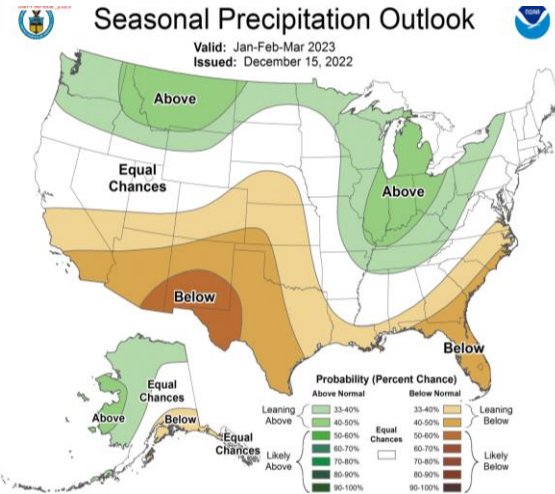 Seasonal Precipitation Outlook
Valid: Jan-Feb-Mar 2023
Issued: December 15, 2022
NOAA
Above
Equal
Chances
Above
Below
Below
Equal
Chances
Above
Below
Equal
Chances
Probability (Percent Chance)
Above Normal
Below Normal
Leaning
Above
33-40%
40-50%
Likely
Above
50-60%
60-70%
70-80%
80-90%
90-100%
Equal
Chances
33-40%
40-50%
Leaning
Below
50-60%
60-70%
70-80%
80-90%
90-100%
Likely
Below